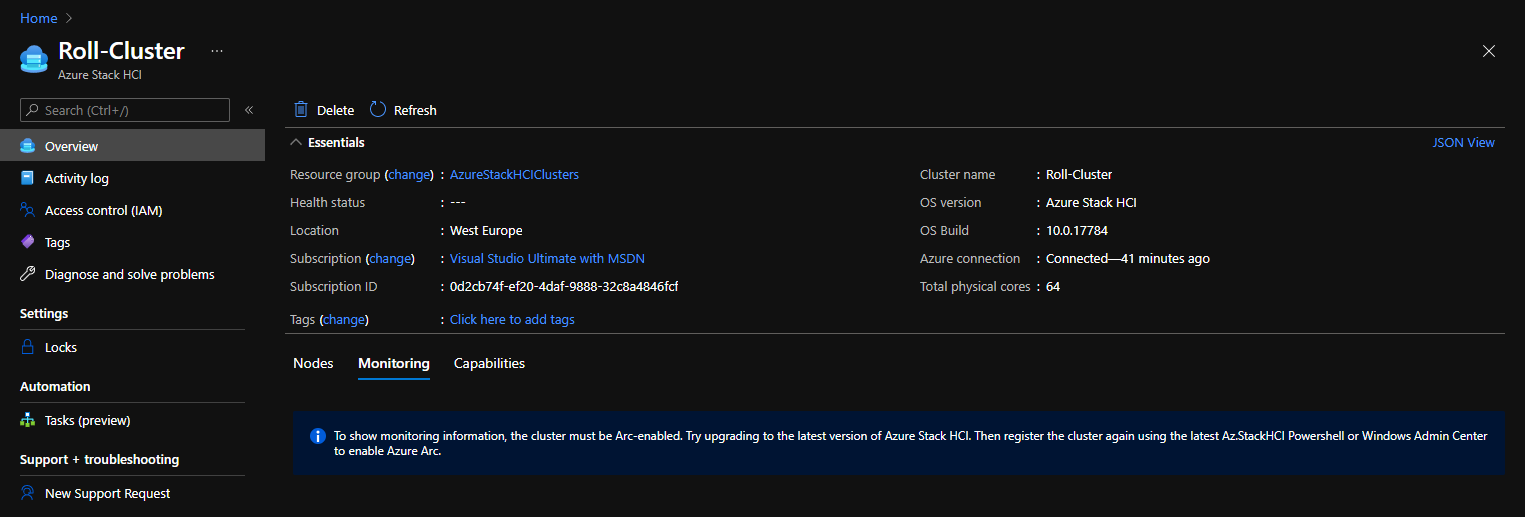 Home
Roll-Cluster ...
Azure Stack HCI
Search (Ctrl+/)
«
Overview
Activity log
Access control (IAM)
Tags
Diagnose and solve problems
Settings
Locks
Automation
Tasks (preview)
Support + troubleshooting
New Support Request
Delete Refresh
Essentials JSON View
Resource group (change) : AzureStackHCIClusters
Health status : ---
Location : West Europe
Subscription (change) : Visual Studio Ultimate with MSDN
Subscription ID : 0d2cb74f-ef20-4daf-9888-32c8a4846fcf
Tags (change) : Click here to add tags
Cluster name : Roll-Cluster
OS version : Azure Stack HCI
OS Build : 10.0.17784
Azure connection : Connected—41 minutes ago
Total physical cores : 64
Nodes Monitoring Capabilities
To show monitoring information, the cluster must be Arc-enabled. Try upgrading to the latest version of Azure Stack HCI. Then register the cluster again using the latest Az.StackHCI Powershell or Windows Admin Center
to enable Azure Arc.